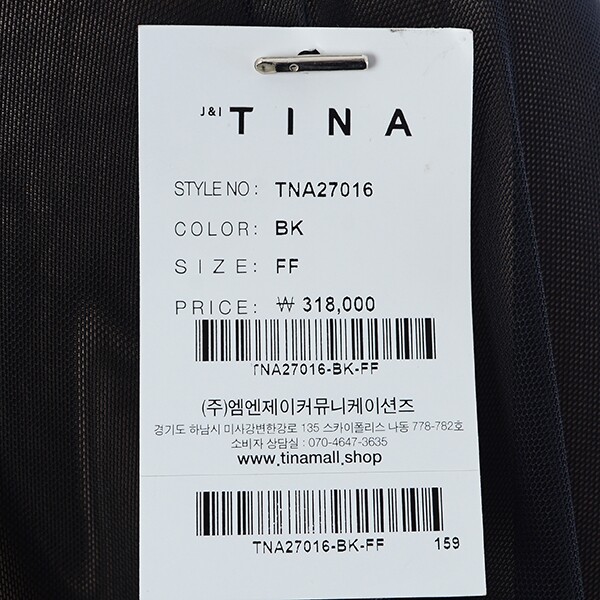 J&I TINA
STYLE NO: TNA27016
COLOR: BK
SIZE: FF
PRICE: ₩ 318,000
TNA27016-BK-FF
(주)엠엔제이커뮤니케이션즈
경기도 하남시 미사강변한강로 135 스카이폴리스 나동 778-782호
소비자 상담실 : 070-4647-3635
www.tinamall.shop
TNA27016-BK-FF 159